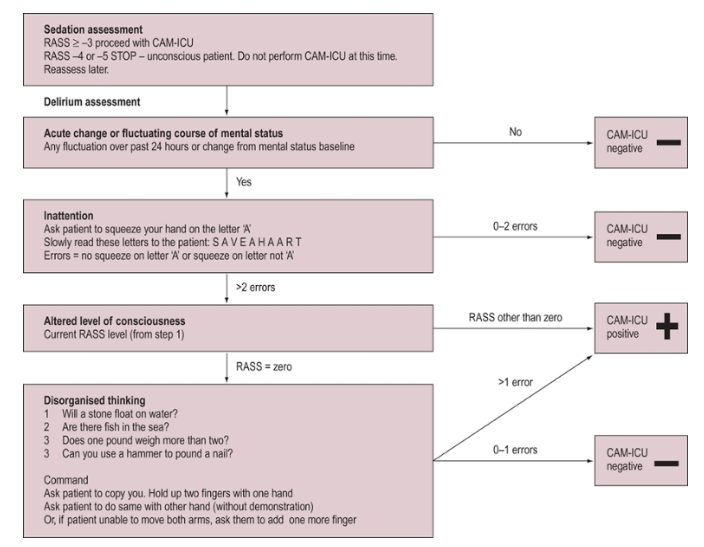 Sedation assessment
RASS ≥ –3 proceed with CAM-ICU
RASS –4 or –5 STOP – unconscious patient. Do not perform CAM-ICU at this time.
Reassess later.
Delirium assessment
Acute change or fluctuating course of mental status
Any fluctuation over past 24 hours or change from mental status baseline
No
CAM-ICU
negative
Yes
Inattention
Ask patient to squeeze your hand on the letter ‘A’
Slowly read these letters to the patient: S A V E A H A A R T
Errors = no squeeze on letter ‘A’ or squeeze on letter not ‘A’
0–2 errors
CAM-ICU
negative
>2 errors
Altered level of consciousness
Current RASS level (from step 1)
RASS other than zero
CAM-ICU
positive
RASS = zero
>1 error
Disorganised thinking
1 Will a stone float on water?
2 Are there fish in the sea?
3 Does one pound weigh more than two?
3 Can you use a hammer to pound a nail?
Command
Ask patient to copy you. Hold up two fingers with one hand
Ask patient to do same with other hand (without demonstration)
Or, if patient unable to move both arms, ask them to add one more finger
0–1 errors
CAM-ICU
negative